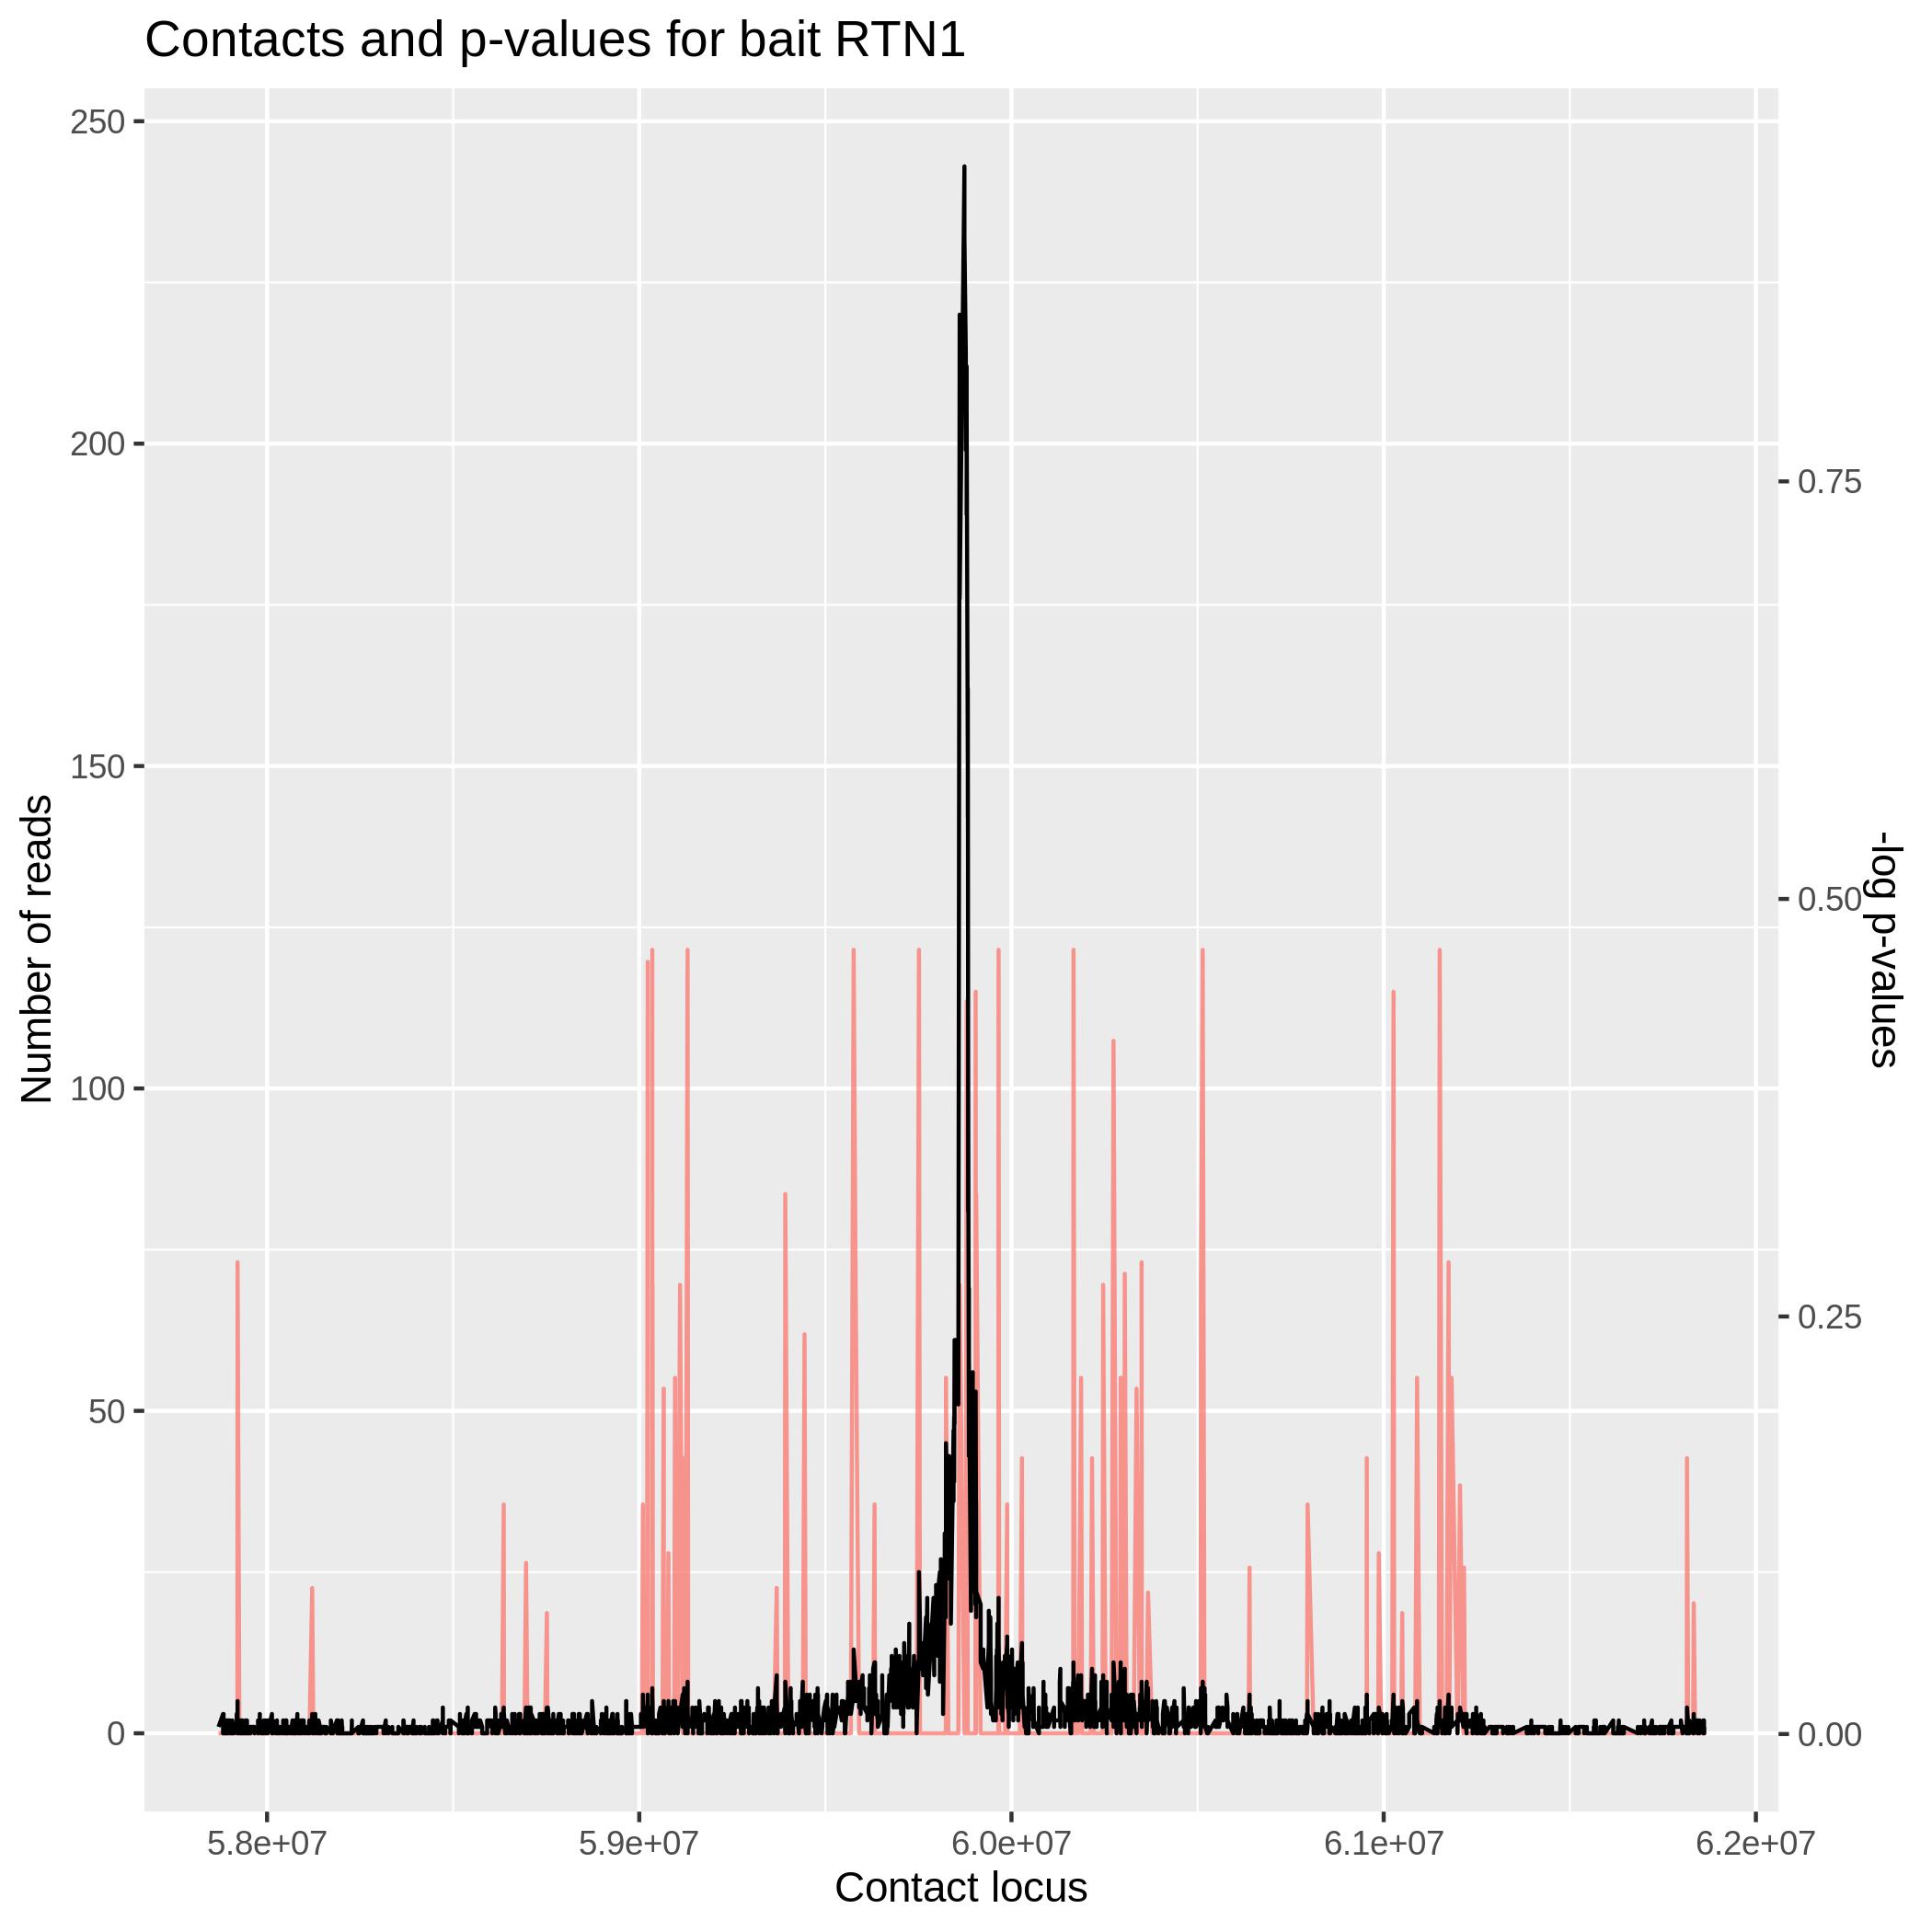 Contacts and p-values for bait RTN1
250
200
150
100
50
0
Number of reads
0.75
0.50
0.25
0.00
-log p-values
5.8e+07
5.9e+07
6.0e+07
6.1e+07
6.2e+07
Contact locus